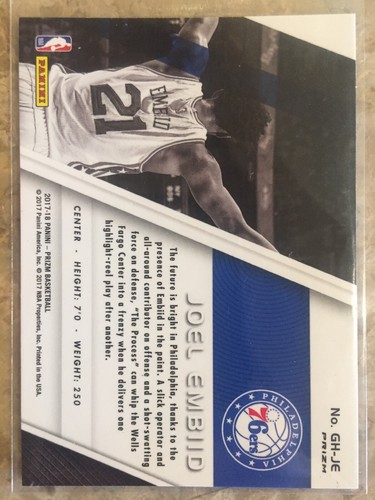 No. GH-JE
PRIZM
PHILADELPHIA
76ers
JOEL EMBIID
The future is bright in Philadelphia, thanks to the
presence of Embiid in the paint. A slick operator and
all-around contributor on offense and a shot-swatting
force on defense, "The Process" can whip the Wells
Fargo Center into a frenzy when he delivers one
highlight-reel play after another.
CENTER - HEIGHT: 7'0 - WEIGHT: 250
2017-18 PANINI – PRIZM BASKETBALL
© 2017 Panini America, Inc. © 2017 NBA Properties, Inc. Printed in the USA.
EMBIID
21
NBA
PANINI